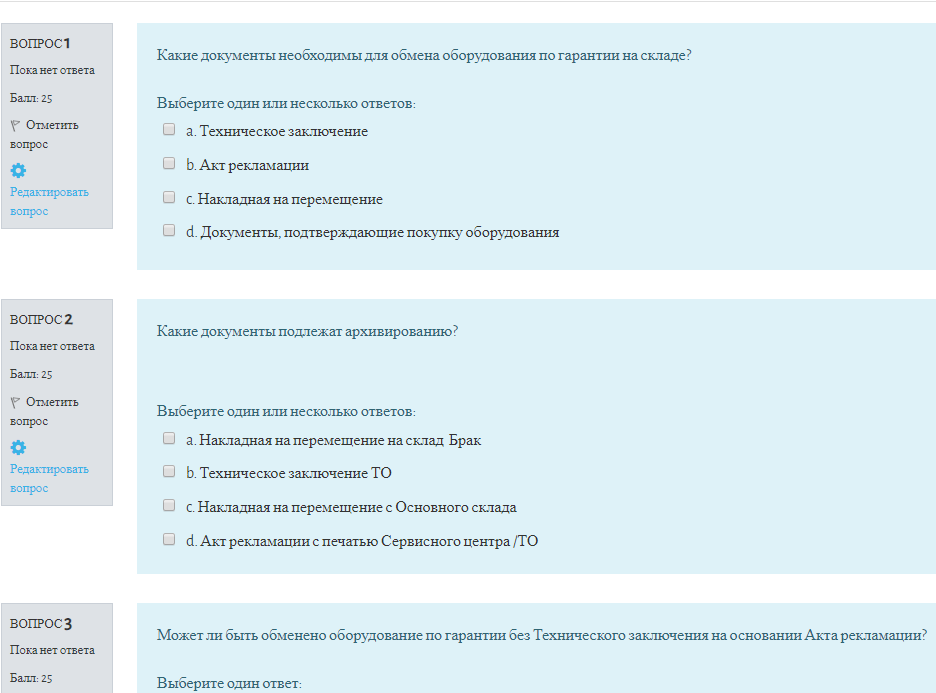 ВОПРОС 1
Пока нет ответа
Балл: 25
Отметить
вопрос
Редактировать
вопрос
Какие документы необходимы для обмена оборудования по гарантии на складе?
Выберите один или несколько ответов:
a. Техническое заключение
b. Акт рекламации
c. Накладная на перемещение
d. Документы, подтверждающие покупку оборудования
ВОПРОС 2
Пока нет ответа
Балл: 25
Отметить
вопрос
Редактировать
вопрос
Какие документы подлежат архивированию?
Выберите один или несколько ответов:
a. Накладная на перемещение на склад Брак
b. Техническое заключение ТО
c. Накладная на перемещение с Основного склада
d. Акт рекламации с печатью Сервисного центра /ТО
ВОПРОС 3
Пока нет ответа
Балл: 25
Может ли быть обменено оборудование по гарантии без Технического заключения на основании Акта рекламации?
Выберите один ответ: